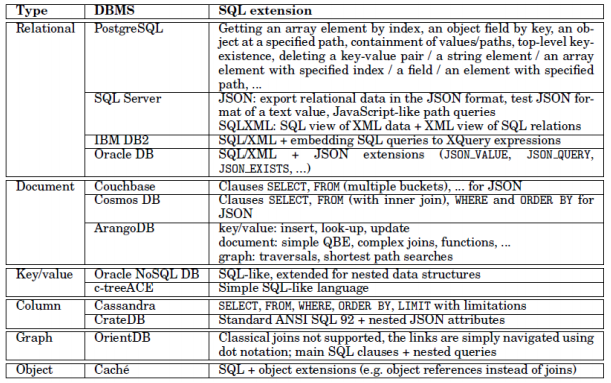 Type DBMS SQL extension
Relational PostgreSQL Getting an array element by index, an object field by key, an ob-
ject at a specified path, containment of values/paths, top-level key-
existence, deleting a key-value pair / a string element / an array
element with specified index / a field / an element with specified
path, ...
SQL Server JSON: export relational data in the JSON format, test JSON for-
mat of a text value, JavaScript-like path queries
SQLXML: SQL view of XML data + XML view of SQL relations
IBM DB2 SQL/XML + embedding SQL queries to XQuery expressions
Oracle DB SQL/XML + JSON extensions (JSON_VALUE, JSON_QUERY,
JSON_EXISTS, ...)
Document Couchbase Clauses SELECT, FROM (multiple buckets), ... for JSON
Cosmos DB Clauses SELECT, FROM (with inner join), WHERE and ORDER BY for
JSON
ArangoDB key/value: insert, look-up, update
document: simple QBE, complex joins, functions, ...
graph: traversals, shortest path searches
Key/value Oracle NoSQL DB SQL-like, extended for nested data structures
c-treeACE Simple SQL-like language
Column Cassandra SELECT, FROM, WHERE, ORDER BY, LIMIT with limitations
CrateDB Standard ANSI SQL 92 + nested JSON attributes
Graph OrientDB Classical joins not supported, the links are simply navigated using
dot notation; main SQL clauses + nested queries
Object Caché SQL + object extensions (e.g. object references instead of joins)